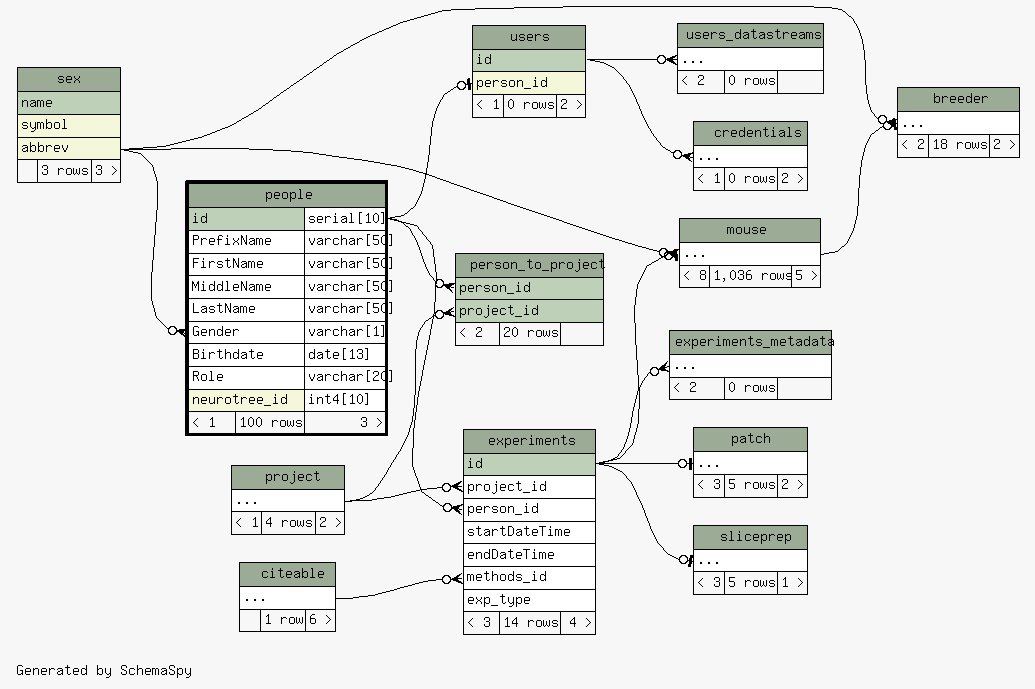 sex
name
symbol
abbrev
3 rows 3 >
people
id serial[10]
PrefixName varchar[50]
FirstName varchar[50]
MiddleName varchar[50]
LastName varchar[50]
Gender varchar[1]
Birthdate date[13]
Role varchar[20]
neurotree_id int4[10]
< 1 100 rows 3 >
project
...
< 1 4 rows 2 >
citeable
...
1 row 6 >
users
id
person_id
< 1 0 rows 2 >
person_to_project
person_id
project_id
< 2 20 rows
experiments
id
project_id
person_id
startDateTime
endDateTime
methods_id
exp_type
< 3 14 rows 4 >
users_datastreams
...
< 2 0 rows
credentials
...
< 1 0 rows 2 >
mouse
...
< 8 1,036 rows 5 >
experiments_metadata
...
< 2 0 rows
patch
...
< 3 5 rows 2 >
sliceprep
...
< 3 5 rows 1 >
breeder
...
< 2 18 rows 2 >
Generated by SchemaSpy